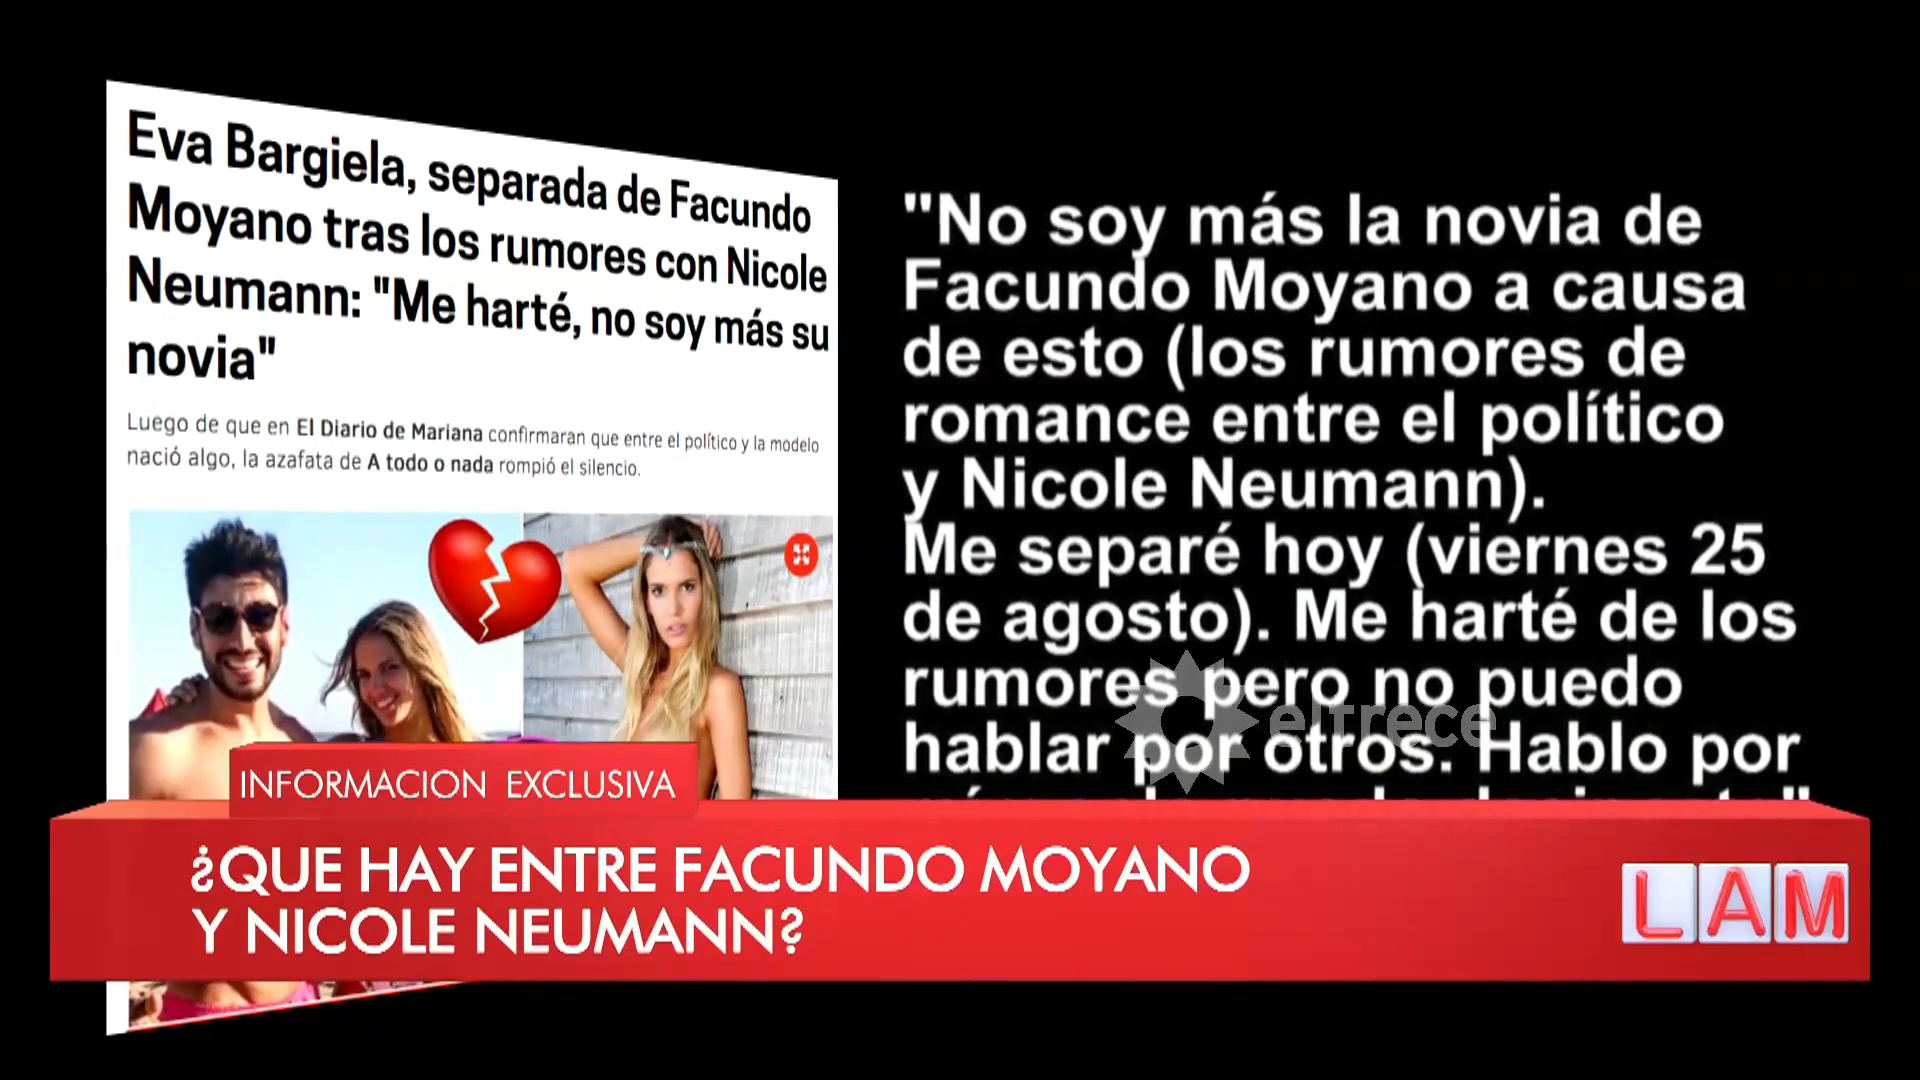 Eva Bargiela, separada de Facundo
Moyano tras los rumores con Nicole
Neumann: "Me harté, no soy más su
novia"
Luego de que en El Diario de Mariana confirmaran que entre el político y la modelo
nació algo, la azafata de A todo o nada rompió el silencio.
"No soy más la novia de
Facundo Moyano a causa
de esto (los rumores de
romance entre el político
y Nicole Neumann).
Me separé hoy (viernes 25
de agosto). Me harté de los
rumores pero no puedo
hablar por otros. Hablo por
eltrece
INFORMACION EXCLUSIVA
¿QUE HAY ENTRE FACUNDO MOYANO
Y NICOLE NEUMANN?
LAM